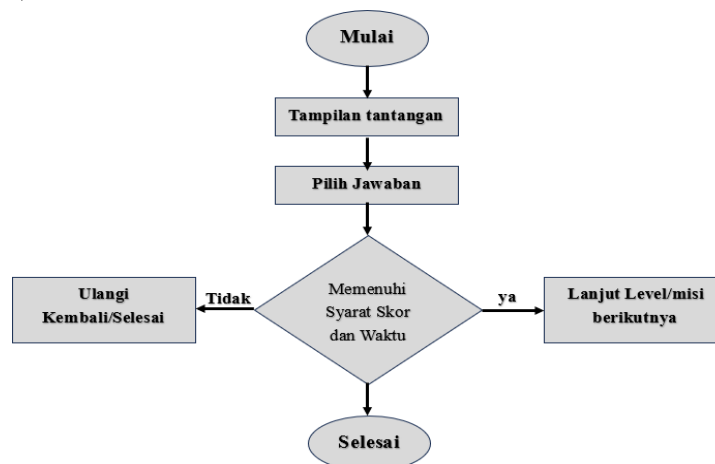 Mulai
Tampilan tantangan
Pilih Jawaban
Memenuhi
Syarat Skor
dan Waktu
Tidak
Ulangi
Kembali/Selesai
ya
Lanjut Level/misi
berikutnya
Selesai